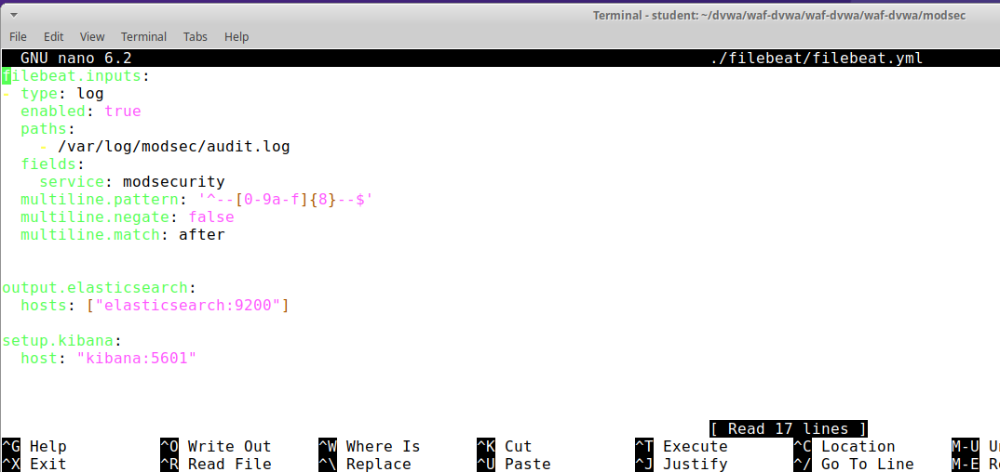 Terminal - student: ~/dvwa/waf-dvwa/waf-dvwa/waf-dvwa/modsec
File Edit View Terminal Tabs Help
GNU nano 6.2 ./filebeat/filebeat.yml
filebeat.inputs:
- type: log
  enabled: true
  paths:
    - /var/log/modsec/audit.log
  fields:
    service: modsecurity
  multiline.pattern: '^--[0-9a-f]{8}--$'
  multiline.negate: false
  multiline.match: after
output.elasticsearch:
  hosts: ["elasticsearch:9200"]
setup.kibana:
  host: "kibana:5601"
[ Read 17 lines ]
^G Help ^O Write Out ^W Where Is ^K Cut ^T Execute ^C Location M-U
^X Exit ^R Read File ^\ Replace ^U Paste ^J Justify ^/ Go To Line M-E